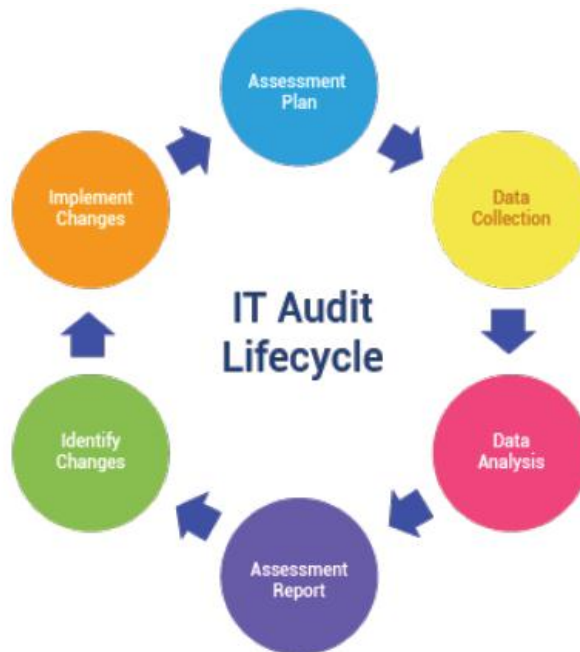 Assessment
Plan
Implement
Changes
Data
Collection
IT Audit
Lifecycle
Identify
Changes
Data
Analysis
Assessment
Report